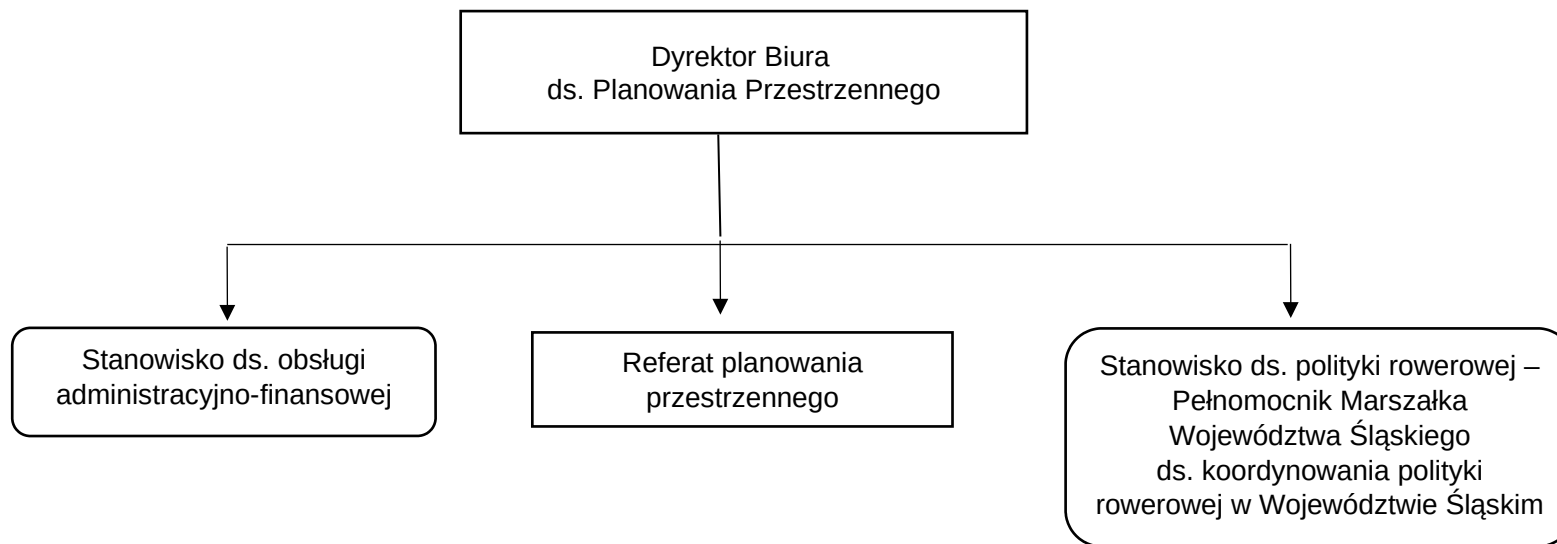 Dyrektor Biura
ds. Planowania Przestrzennego
Stanowisko ds. obsługi
administracyjno-finansowej
Referat planowania
przestrzennego
Stanowisko ds. polityki rowerowej –
Pełnomocnik Marszałka
Województwa Śląskiego
ds. koordynowania polityki
rowerowej w Województwie Śląskim